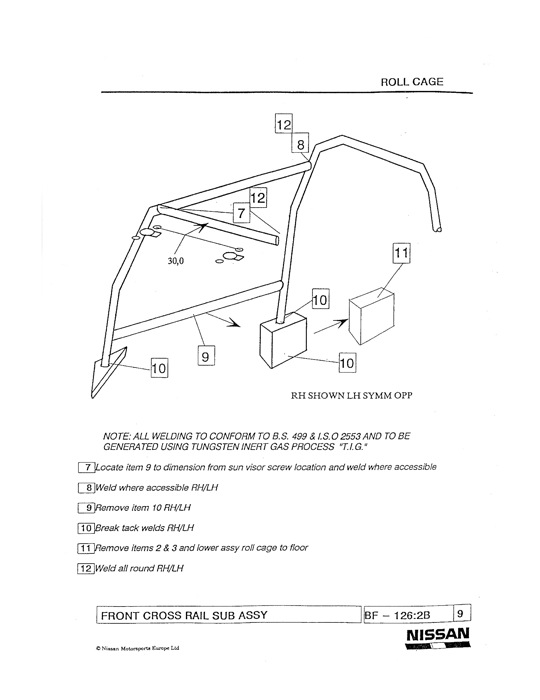 ROLL CAGE
12
8
12
7
11
30,0
10
9
10
10
RH SHOWN LH SYMM OPP
NOTE: ALL WELDING TO CONFORM TO B.S. 499 & I.S.O 2553 AND TO BE
GENERATED USING TUNGSTEN INERT GAS PROCESS "T.I.G."
7 Locate item 9 to dimension from sun visor screw location and weld where accessible
8 Weld where accessible RH/LH
9 Remove item 10 RH/LH
10 Break tack welds RH/LH
11 Remove items 2 & 3 and lower assy roll cage to floor
12 Weld all round RH/LH
FRONT CROSS RAIL SUB ASSY BF - 126:2B 9
NISSAN
© Nissan Motorsports Europe Ltd